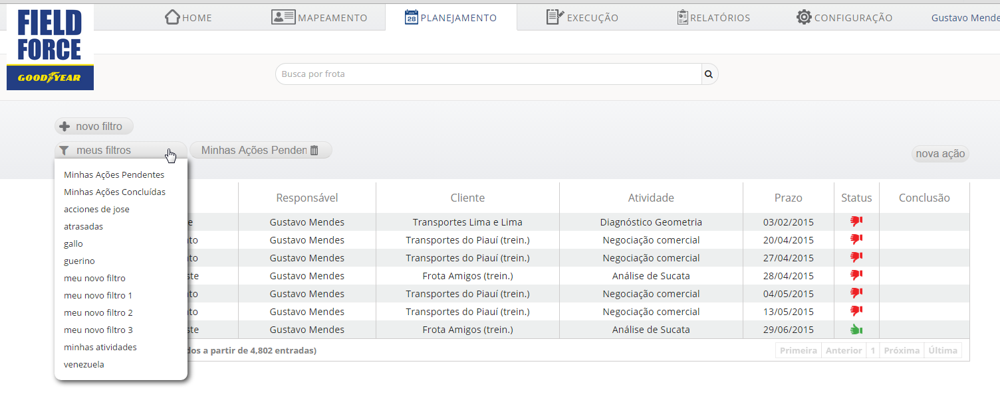 FIELD
FORCE
GOODYEAR
HOME MAPEAMENTO 28 PLANEJAMENTO EXECUÇÃO RELATÓRIOS CONFIGURAÇÃO Gustavo Mende
Busca por frota
novo filtro
meus filtros Minhas Ações Penden
nova ação
Minhas Ações Pendentes
Minhas Ações Concluídas
acciones de jose
atrasadas
gallo
guerino
meu novo filtro
meu novo filtro 1
meu novo filtro 2
meu novo filtro 3
minhas atividades
venezuela
Responsável Cliente Atividade Prazo Status Conclusão
e Gustavo Mendes Transportes Lima e Lima Diagnóstico Geometria 03/02/2015
to Gustavo Mendes Transportes do Piauí (trein.) Negociação comercial 20/04/2015
to Gustavo Mendes Transportes do Piauí (trein.) Negociação comercial 27/04/2015
ste Gustavo Mendes Frota Amigos (trein.) Análise de Sucata 28/04/2015
to Gustavo Mendes Transportes do Piauí (trein.) Negociação comercial 04/05/2015
to Gustavo Mendes Transportes do Piauí (trein.) Negociação comercial 13/05/2015
ste Gustavo Mendes Frota Amigos (trein.) Análise de Sucata 29/06/2015
dos a partir de 4,802 entradas)
Primeira Anterior 1 Próxima Última